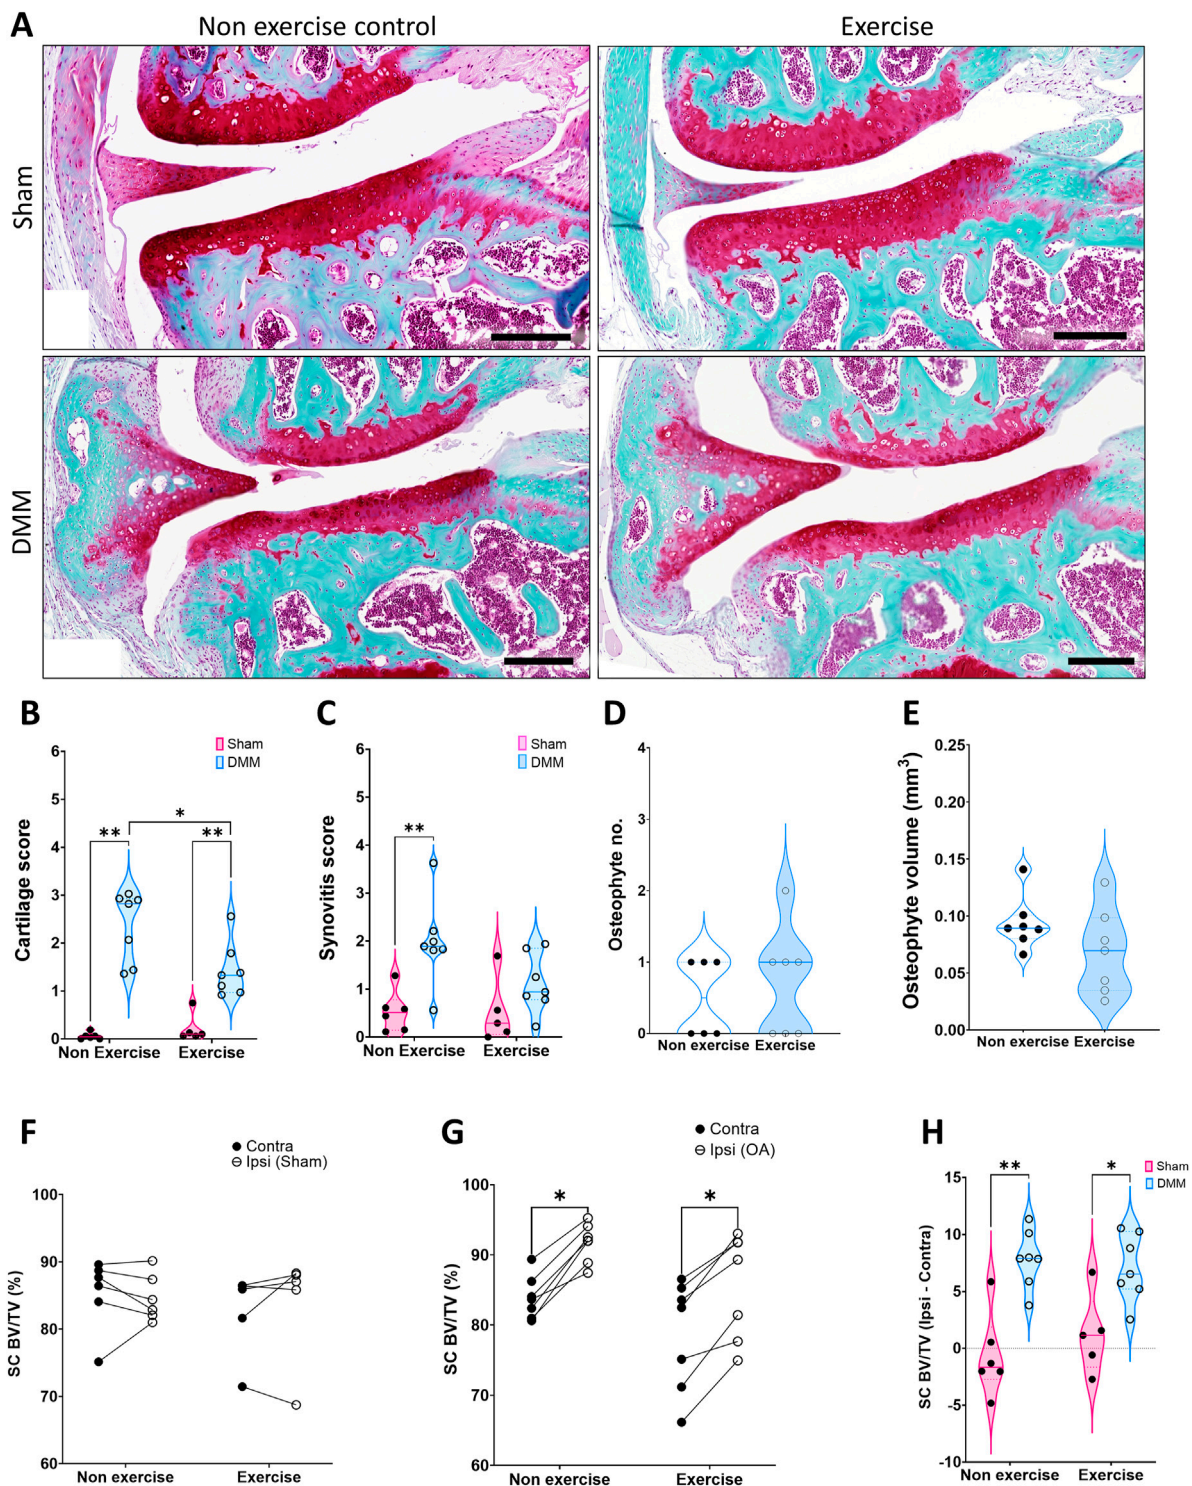 A
Non exercise control
Exercise
Sham
DMM
B
Sham
DMM
Cartilage score
6
5
4
3
2
1
0
**
*
**
Non Exercise
Exercise
C
Sham
DMM
Synovitis score
6
5
4
3
2
1
0
**
Non Exercise
Exercise
D
Osteophyte no.
4
3
2
1
0
Non exercise
Exercise
E
Osteophyte volume (mm³)
0.25
0.20
0.15
0.10
0.05
0.00
Non exercise
Exercise
F
Contra
Ipsi (Sham)
SC BV/TV (%)
100
90
80
70
60
Non exercise
Exercise
G
Contra
Ipsi (OA)
SC BV/TV (%)
100
90
80
70
60
*
*
Non exercise
Exercise
H
Sham
DMM
SC BV/TV (Ipsi - Contra)
15
10
5
0
-5
-10
**
*
Non exercise
Exercise